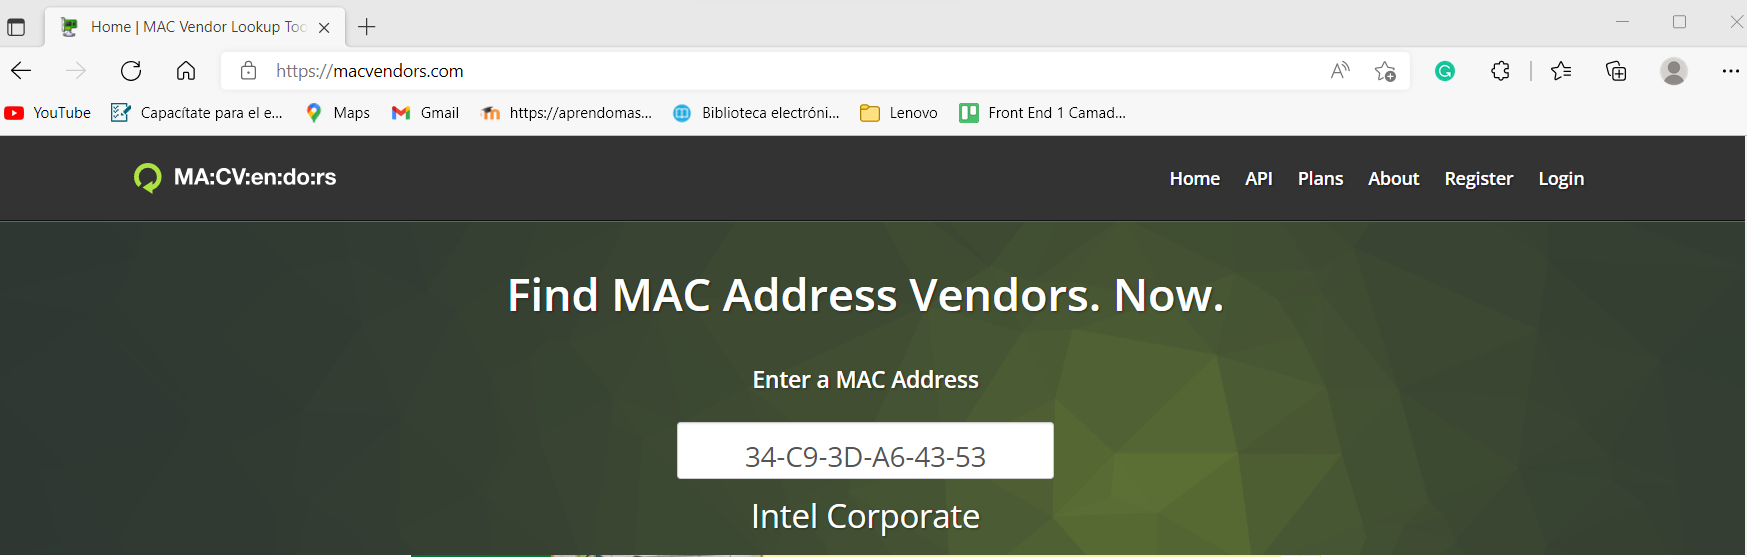 Home | MAC Vendor Lookup Too
https://macvendors.com
YouTube Capacítate para el e... Maps Gmail https://aprendomas... Biblioteca electróni... Lenovo Front End 1 Camad...
MA:CV:en:do:rs Home API Plans About Register Login
Find MAC Address Vendors. Now.
Enter a MAC Address
34-C9-3D-A6-43-53
Intel Corporate